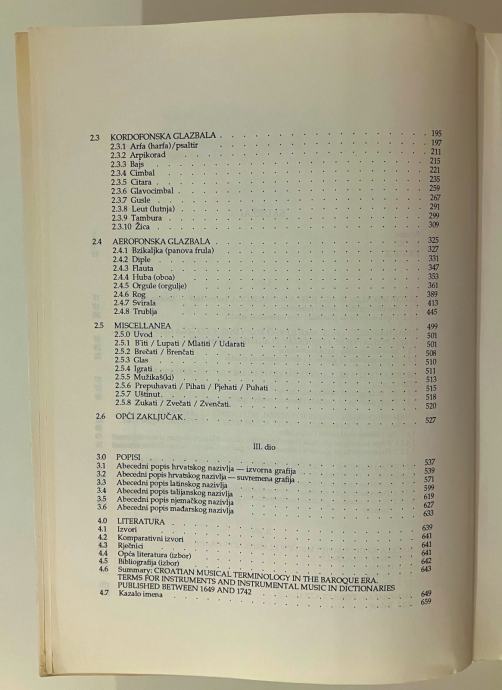 2.3 KORDOFONSKA GLAZBALA . . . 195
2.3.1 Arfa (harfa)/psaltir . . . 197
2.3.2 Arpikorad . . . 211
2.3.3 Bajs . . . 215
2.3.4 Cimbal . . . 221
2.3.5 Citara . . . 235
2.3.6 Glavocimbal . . . 259
2.3.7 Gusle . . . 267
2.3.8 Leut (lutnja) . . . 291
2.3.9 Tambura . . . 299
2.3.10 Žica . . . 309
2.4 AEROFONSKA GLAZBALA . . . 325
2.4.1 Bzikaljka (panova frula) . . . 327
2.4.2 Diple . . . 331
2.4.3 Flauta . . . 347
2.4.4 Huba (oboa) . . . 353
2.4.5 Orgule (orgulje) . . . 361
2.4.6 Rog . . . 389
2.4.7 Svirala . . . 413
2.4.8 Trublja . . . 445
2.5 MISCELLANEA . . . 499
2.5.0 Uvod . . . 501
2.5.1 B'iti / Lupati / Mlatiti / Udarati . . . 501
2.5.2 Brečati / Brenčati . . . 508
2.5.3 Glas . . . 510
2.5.4 Igrati . . . 511
2.5.5 Mužikaš(ki) . . . 513
2.5.6 Prepuhavati / Pihati / Pjehati / Puhati . . . 515
2.5.7 Uštinut . . . 518
2.5.8 Zukati / Zvečati / Zvenčati . . . 520
2.6 OPĆI ZAKLJUČAK . . . 527
III. dio
3.0 POPISI . . . 537
3.1 Abecedni popis hrvatskog nazivlja — izvorna grafija . . . 539
3.2 Abecedni popis hrvatskog nazivlja — suvremena grafija . . . 571
3.3 Abecedni popis latinskog nazivlja . . . 599
3.4 Abecedni popis talijanskog nazivlja . . . 619
3.5 Abecedni popis njemačkog nazivlja . . . 627
3.6 Abecedni popis mađarskog nazivlja . . . 633
4.0 LITERATURA . . . 639
4.1 Izvori . . . 641
4.2 Komparativni izvori . . . 641
4.3 Rječnici . . . 641
4.4 Opća literatura (izbor) . . . 642
4.5 Bibliografija (izbor) . . . 643
4.6 Summary: CROATIAN MUSICAL TERMINOLOGY IN THE BAROQUE ERA.
TERMS FOR INSTRUMENTS AND INSTRUMENTAL MUSIC IN DICTIONARIES
PUBLISHED BETWEEN 1649 AND 1742 . . . 649
4.7 Kazalo imena . . . 659